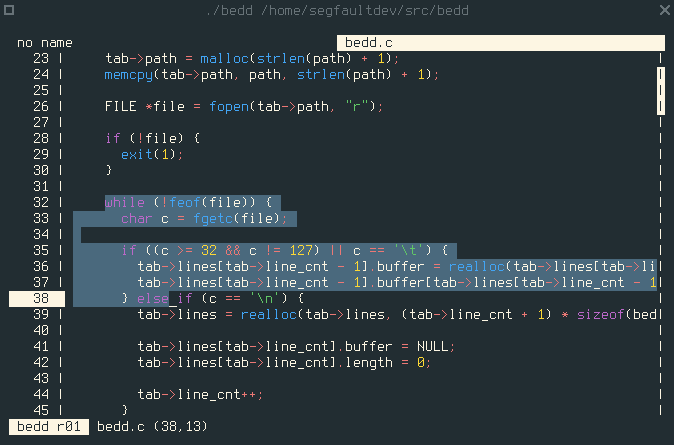 ./bedd /home/segfaultdev/src/bedd
no name bedd.c
23 | tab->path = malloc(strlen(path) + 1);
24 | memcpy(tab->path, path, strlen(path) + 1);
25 |
26 | FILE *file = fopen(tab->path, "r");
27 |
28 | if (!file) {
29 | exit(1);
30 | }
31 |
32 | while (!feof(file)) {
33 | char c = fgetc(file);
34 |
35 | if ((c >= 32 && c != 127) || c == '\t') {
36 | tab->lines[tab->line_cnt - 1].buffer = realloc(tab->lines[tab->li
37 | tab->lines[tab->line_cnt - 1].buffer[tab->lines[tab->line_cnt - 1
38 | } else if (c == '\n') {
39 | tab->lines = realloc(tab->lines, (tab->line_cnt + 1) * sizeof(bed
40 |
41 | tab->lines[tab->line_cnt].buffer = NULL;
42 | tab->lines[tab->line_cnt].length = 0;
43 |
44 | tab->line_cnt++;
45 | }
bedd r01 bedd.c (38,13)